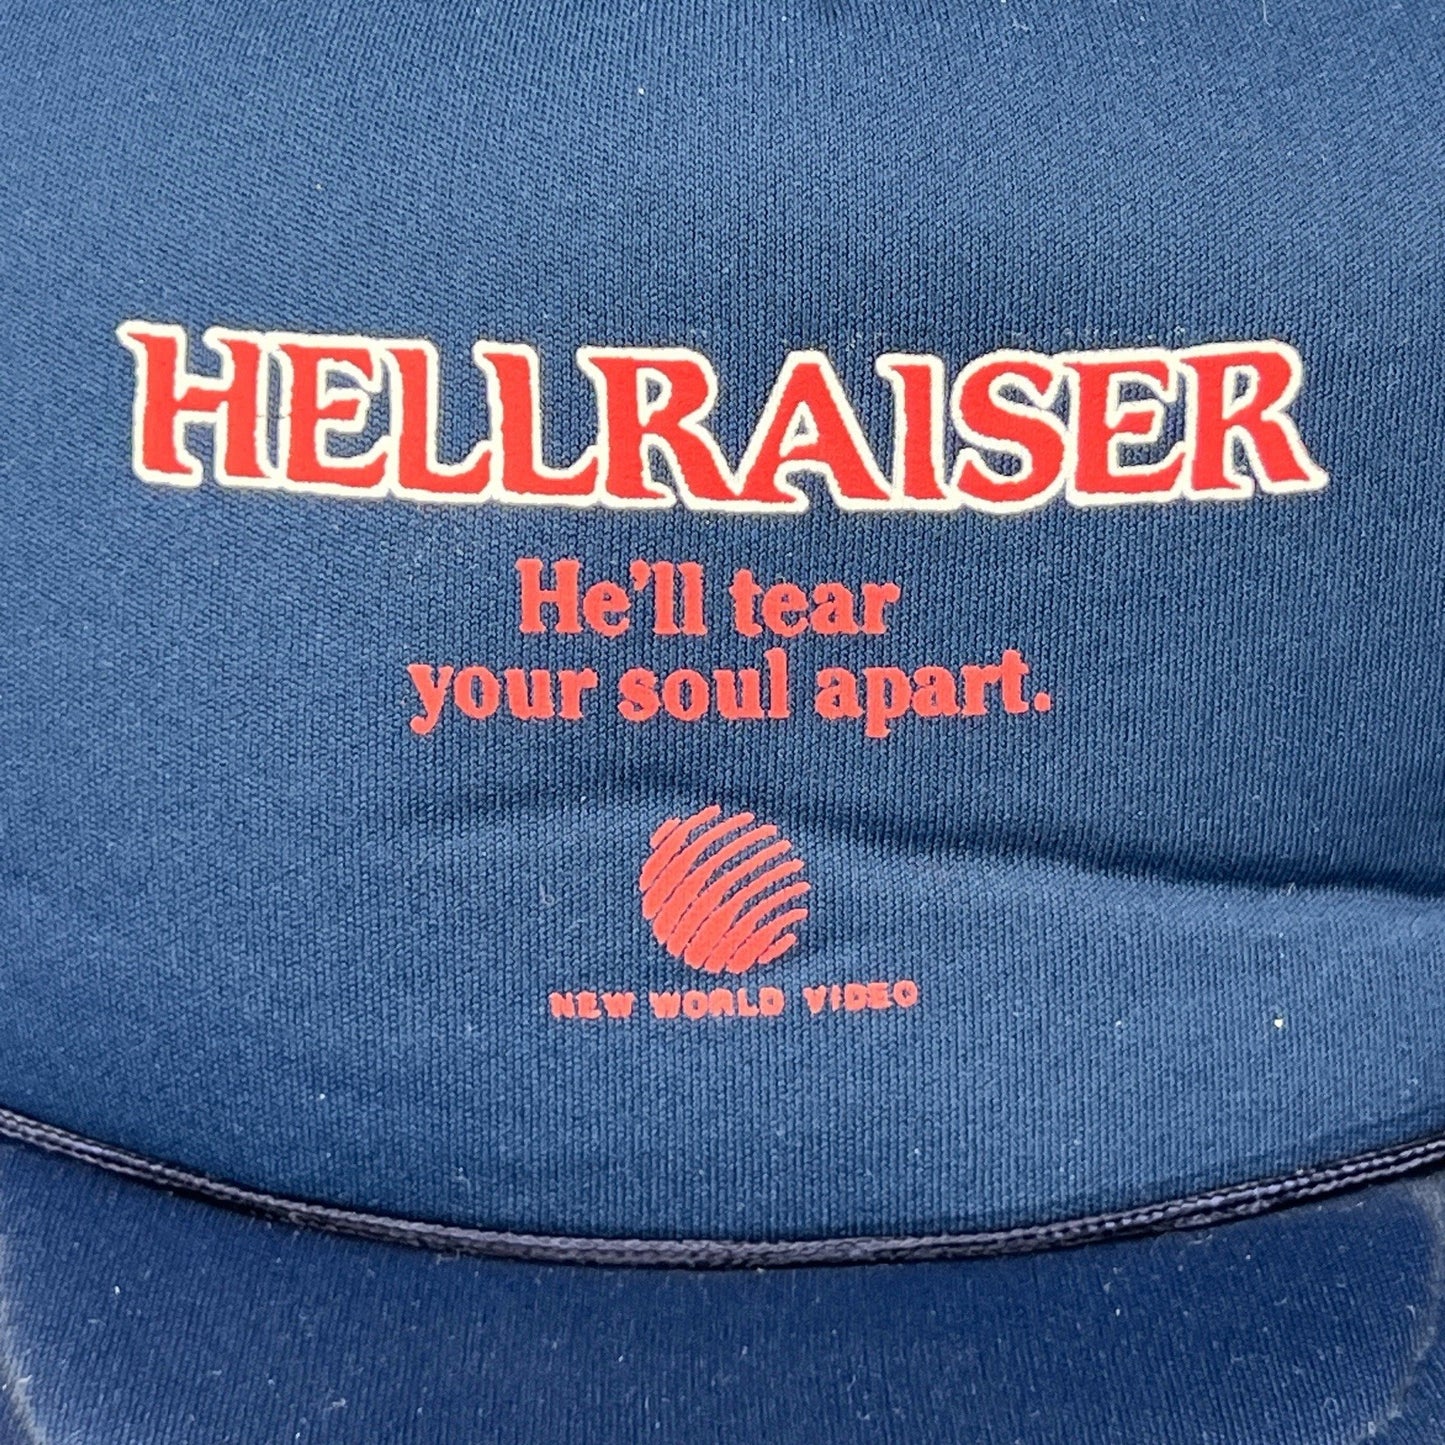 HELLRAISER
He'll tear
your soul apart.
NEW WORLD VIDEO